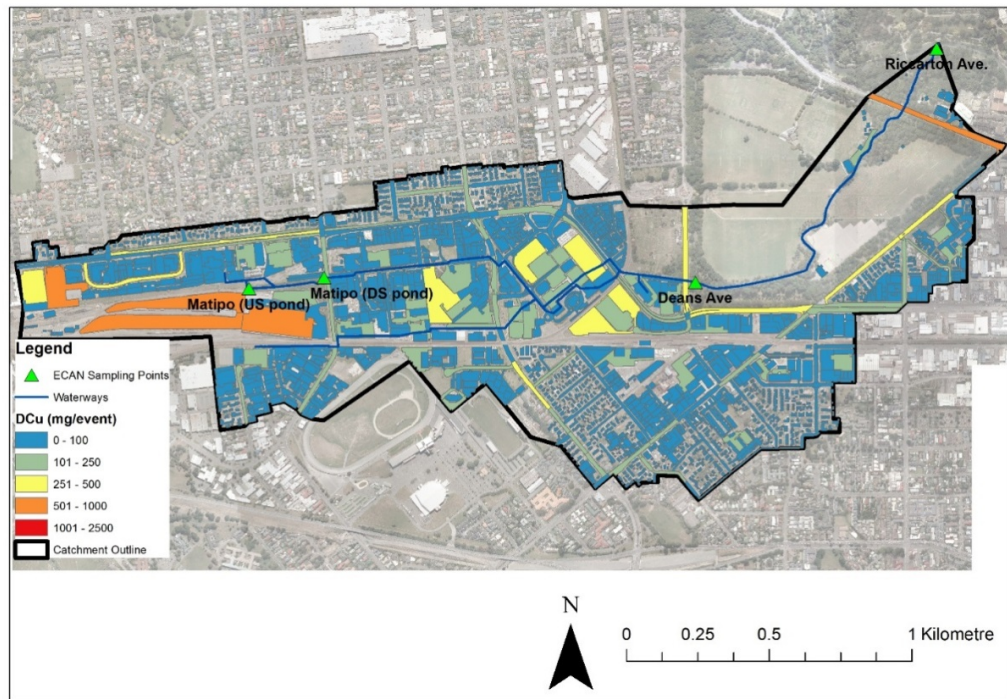 Riccarton Ave.
Matipo (US pond)
Matipo (DS pond)
Deans Ave
Legend
ECAN Sampling Points
Waterways
DCu (mg/event)
0 - 100
101 - 250
251 - 500
501 - 1000
1001 - 2500
Catchment Outline
N
0 0.25 0.5 1 Kilometre